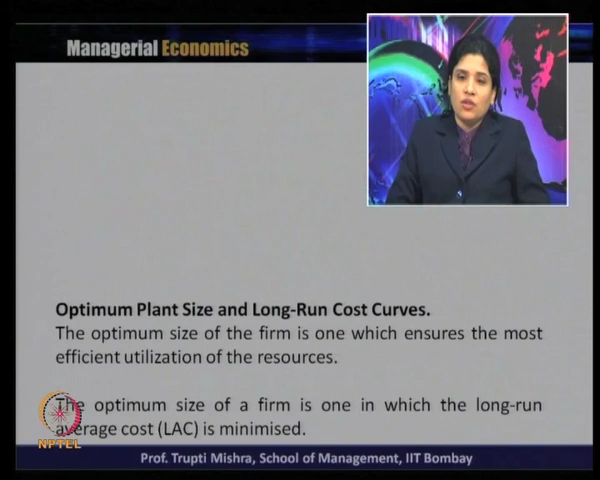 Managerial Economics
Optimum Plant Size and Long-Run Cost Curves.
The optimum size of the firm is one which ensures the most
efficient utilization of the resources.
The optimum size of a firm is one in which the long-run
average cost (LAC) is minimised.
NPTEL
Prof. Trupti Mishra, School of Management, IIT Bombay